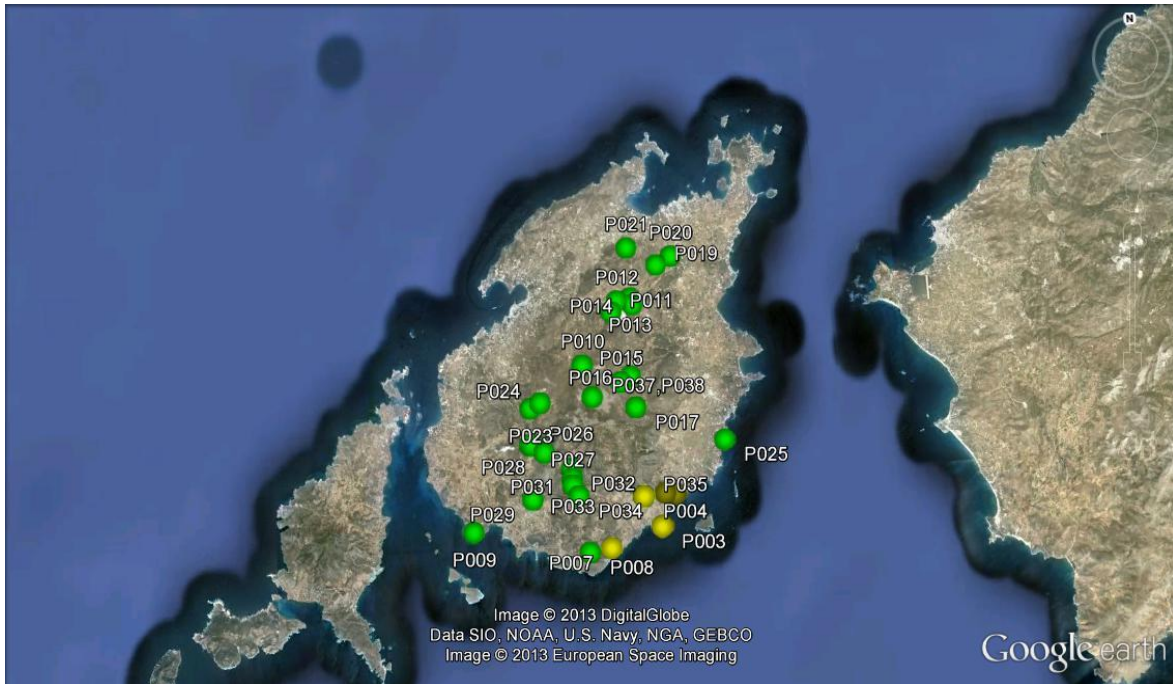 N
P021
P020
P019
P012
P014
P011
P013
P010
P015
P016
P037,P038
P024
P017
P023
P026
P025
P028
P027
P031
P032
P035
P033
P034
P004
P029
P003
P009
P007
P008
Image © 2013 DigitalGlobe
Data SIO, NOAA, U.S. Navy, NGA, GEBCO
Image © 2013 European Space Imaging
Google earth